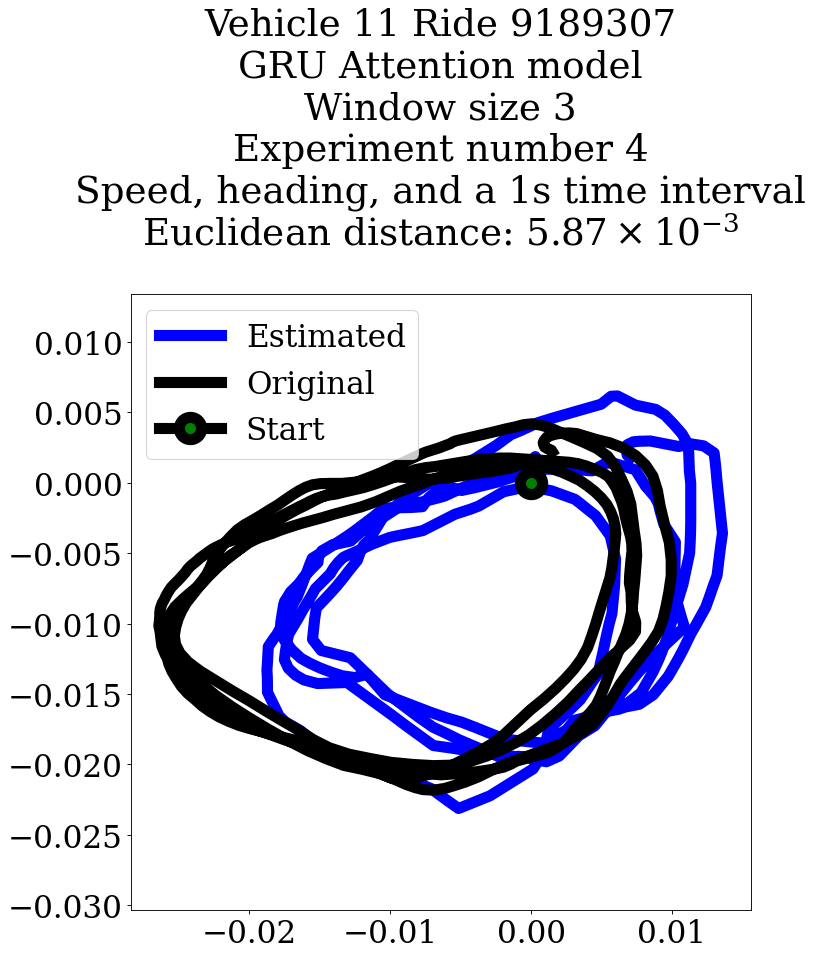 Vehicle 11 Ride 9189307
GRU Attention model
Window size 3
Experiment number 4
Speed, heading, and a 1s time interval
Euclidean distance: 5.87 × 10⁻³
Estimated
Original
Start
0.010
0.005
0.000
−0.005
−0.010
−0.015
−0.020
−0.025
−0.030
−0.02 −0.01 0.00 0.01